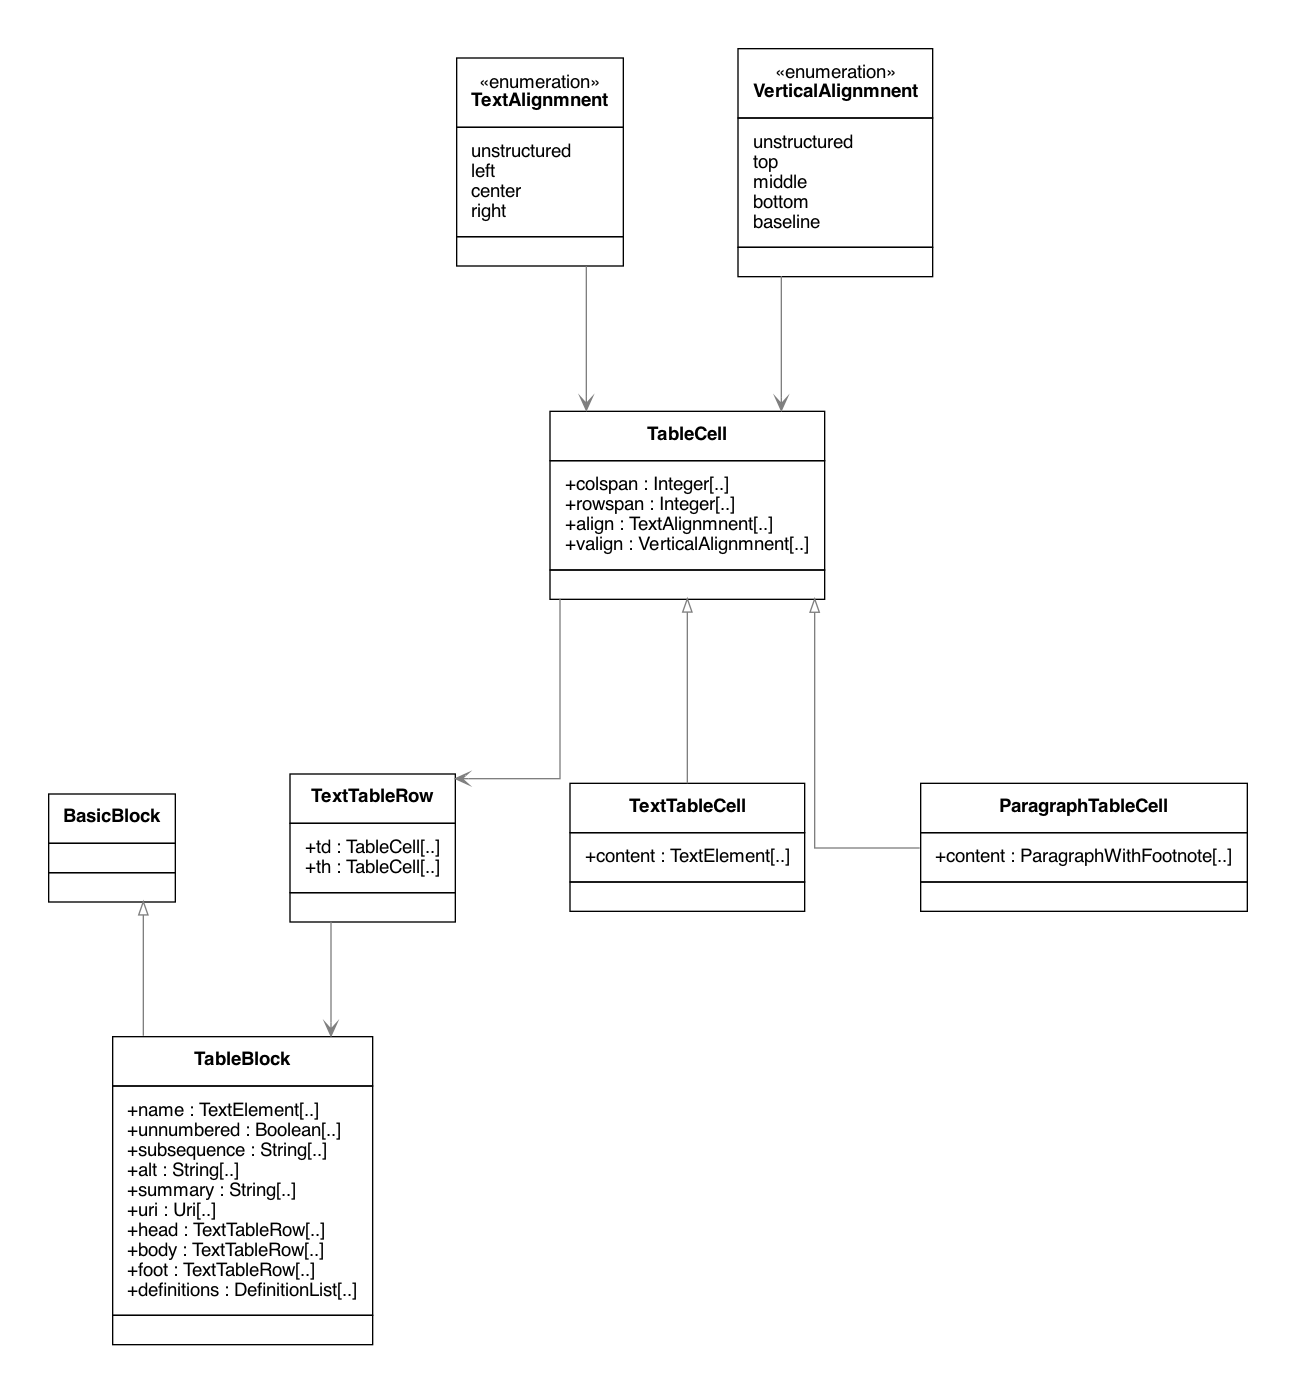 «enumeration»
TextAlignmnent
unstructured
left
center
right
«enumeration»
VerticalAlignmnent
unstructured
top
middle
bottom
baseline
TableCell
+colspan : Integer[..]
+rowspan : Integer[..]
+align : TextAlignmnent[..]
+valign : VerticalAlignmnent[..]
BasicBlock
TextTableRow
+td : TableCell[..]
+th : TableCell[..]
TextTableCell
+content : TextElement[..]
ParagraphTableCell
+content : ParagraphWithFootnote[..]
TableBlock
+name : TextElement[..]
+unnumbered : Boolean[..]
+subsequence : String[..]
+alt : String[..]
+summary : String[..]
+uri : Uri[..]
+head : TextTableRow[..]
+body : TextTableRow[..]
+foot : TextTableRow[..]
+definitions : DefinitionList[..]